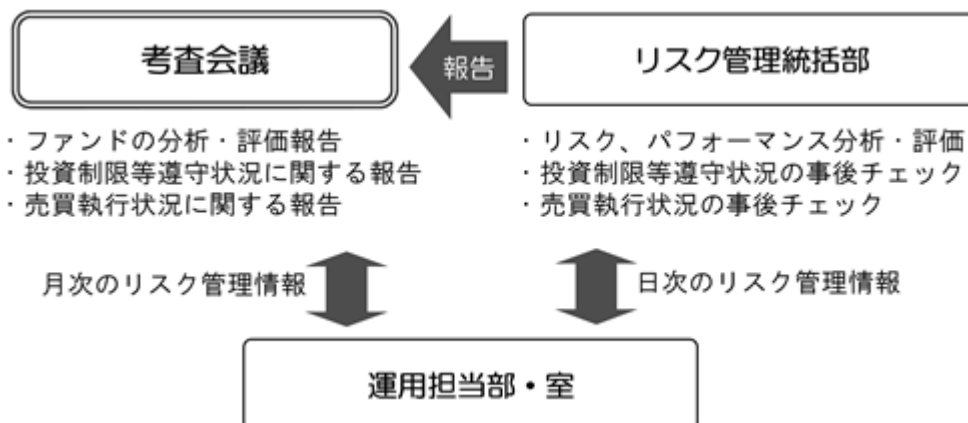 考査会議
報告
リスク管理統括部
・ファンドの分析・評価報告
・投資制限等遵守状況に関する報告
・売買執行状況に関する報告
・リスク、パフォーマンス分析・評価
・投資制限等遵守状況の事後チェック
・売買執行状況の事後チェック
月次のリスク管理情報
日次のリスク管理情報
運用担当部・室